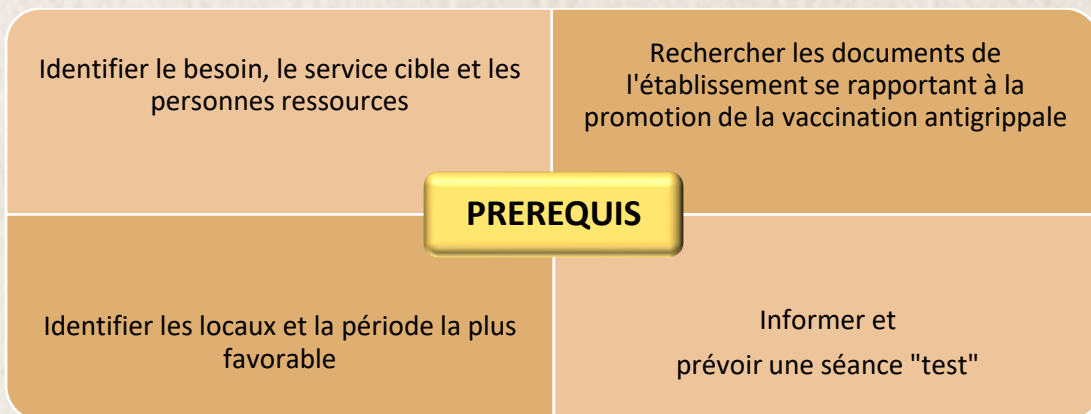 Identifier le besoin, le service cible et les
personnes ressources
Rechercher les documents de
l'établissement se rapportant à la
promotion de la vaccination antigrippale
PREREQUIS
Identifier les locaux et la période la plus
favorable
Informer et
prévoir une séance "test"